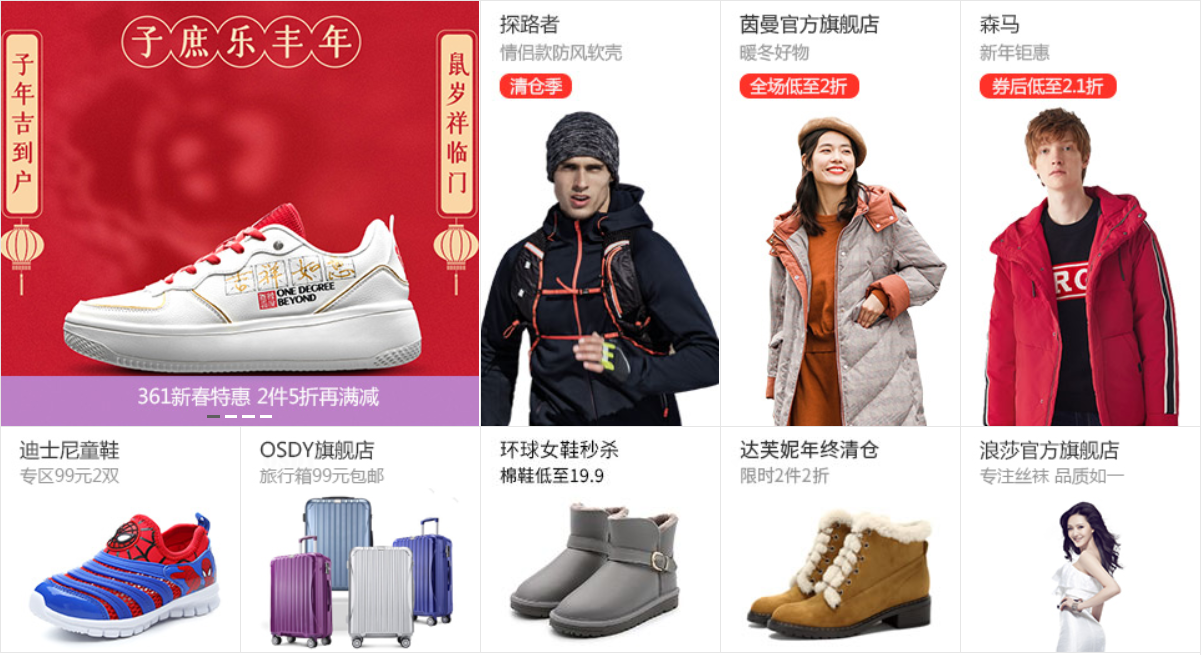 子庶乐丰年
子年吉到户
鼠岁祥临门
吉祥如意
ONE DEGREE
BEYOND
361新春特惠 2件5折再满减
探路者
情侣款防风软壳
清仓季
茵曼官方旗舰店
暖冬好物
全场低至2折
森马
新年钜惠
券后低至2.1折
迪士尼童鞋
专区99元2双
OSDY旗舰店
旅行箱99元包邮
环球女鞋秒杀
棉鞋低至19.9
达芙妮年终清仓
限时2件2折
浪莎官方旗舰店
专注丝袜 品质如一